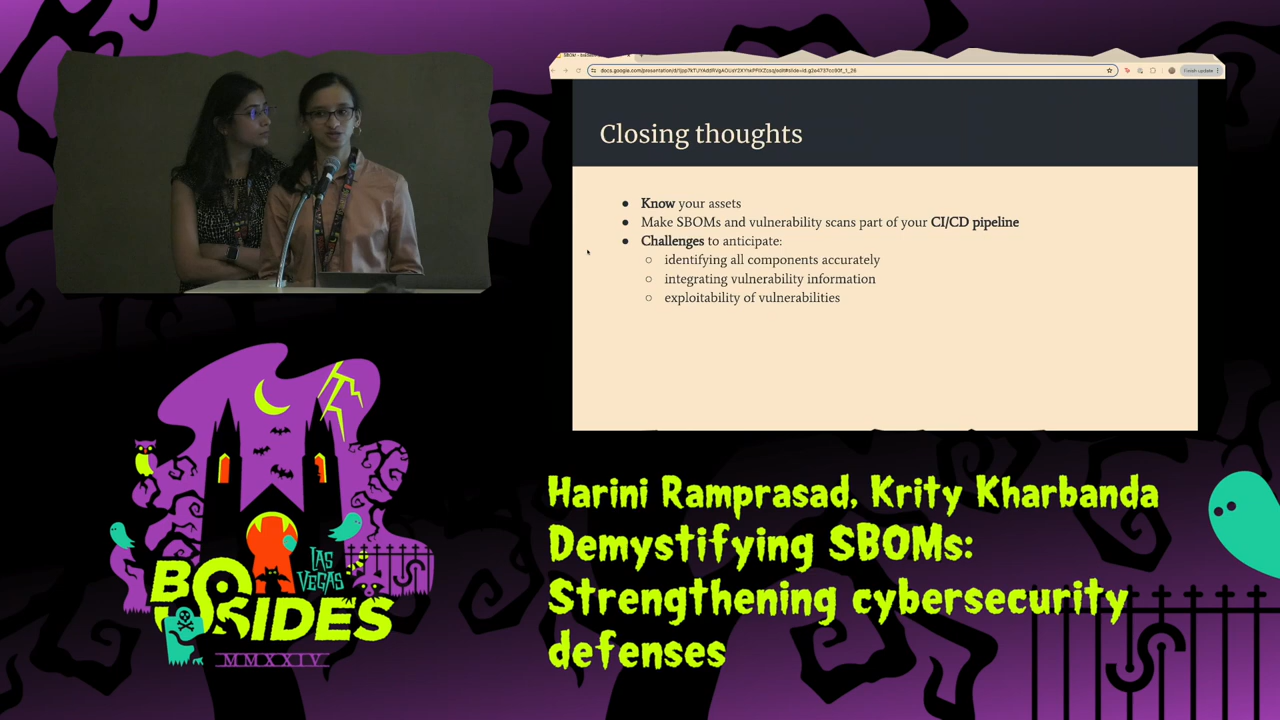 Finish update
Closing thoughts
● Know your assets
● Make SBOMs and vulnerability scans part of your CI/CD pipeline
● Challenges to anticipate:
○ identifying all components accurately
○ integrating vulnerability information
○ exploitability of vulnerabilities
LAS
VEGAS
BSIDES
MMXXIV
Harini Ramprasad, Krity Kharbanda
Demystifying SBOMs:
Strengthening cybersecurity
defenses